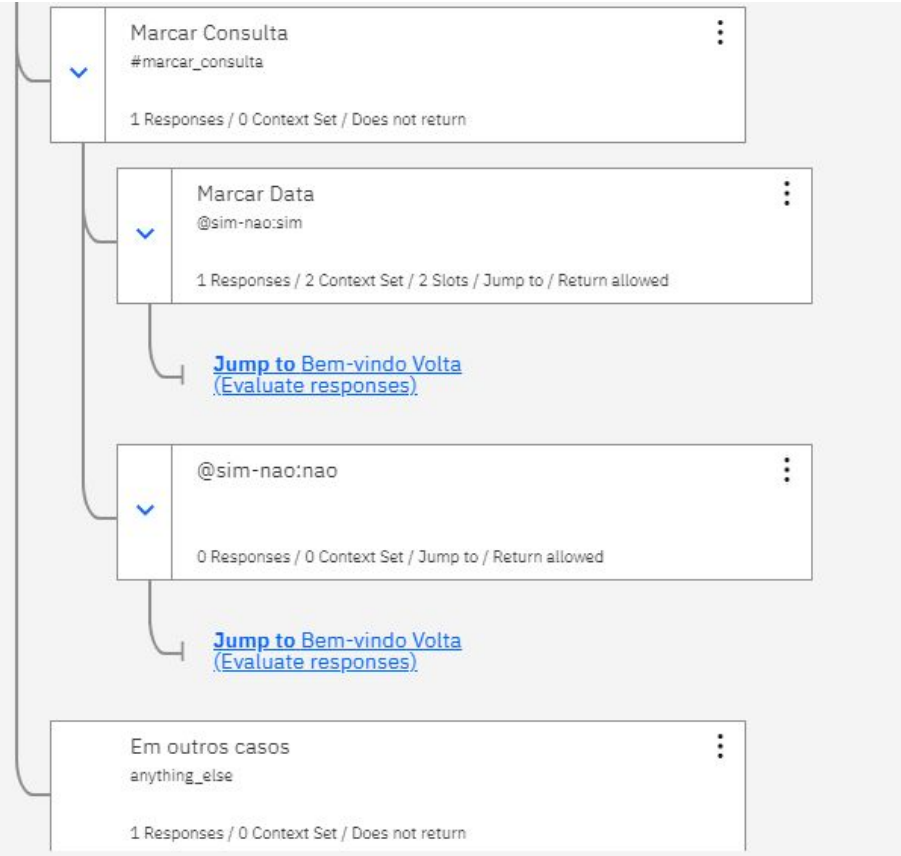 Marcar Consulta
#marcar_consulta
1 Responses / 0 Context Set / Does not return
Marcar Data
@sim-nao:sim
1 Responses / 2 Context Set / 2 Slots / Jump to / Return allowed
Jump to Bem-vindo Volta
(Evaluate responses)
@sim-nao:nao
0 Responses / 0 Context Set / Jump to / Return allowed
Jump to Bem-vindo Volta
(Evaluate responses)
Em outros casos
anything_else
1 Responses / 0 Context Set / Does not return